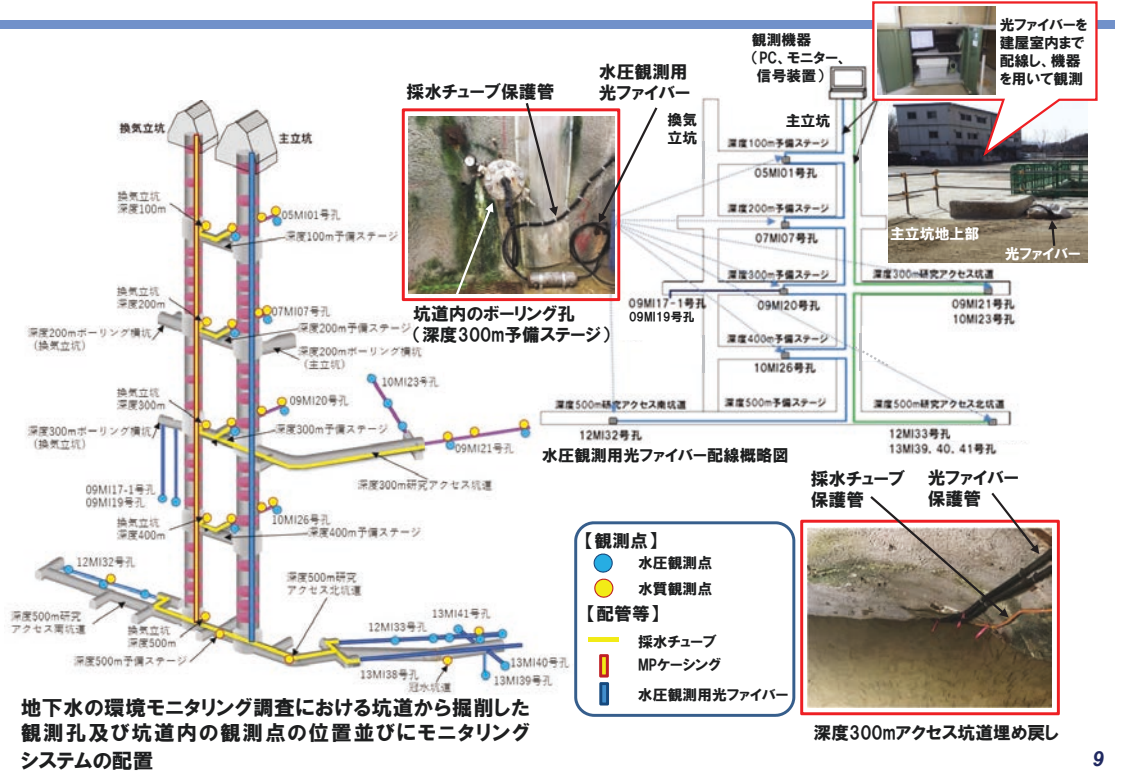 換気立坑
主立坑
換気立坑
深度100m
05MI01号孔
深度100m予備ステージ
換気立坑
深度200m
07MI07号孔
深度200m予備ステージ
深度200mボーリング横坑
(換気立坑)
深度200mボーリング横坑
(主立坑)
換気立坑
深度300m
10MI23号孔
09MI20号孔
深度300mボーリング横坑
(換気立坑)
深度300m予備ステージ
09MI21号孔
深度300m研究アクセス坑道
09MI17-1号孔
09MI19号孔
換気立坑
深度400m
10MI26号孔
深度400m予備ステージ
12MI32号孔
深度500m研究
アクセス北坑道
深度500m研究
アクセス南坑道
換気立坑
深度500m
深度500m予備ステージ
12MI33号孔
13MI41号孔
13MI38号孔
冠水坑道
13MI40号孔
13MI39号孔
地下水の環境モニタリング調査における坑道から掘削した
観測孔及び坑道内の観測点の位置並びにモニタリング
システムの配置
採水チューブ保護管
水圧観測用
光ファイバー
坑道内のボーリング孔
(深度300m予備ステージ)
観測機器
(PC、モニター、
信号装置)
光ファイバーを
建屋室内まで
配線し、機器
を用いて観測
主立坑地上部
光ファイバー
換気
立坑
主立坑
深度100m予備ステージ
05MI01号孔
深度200m予備ステージ
07MI07号孔
深度300m予備ステージ
深度300m研究アクセス坑道
09MI17-1号孔
09MI19号孔
09MI20号孔
09MI21号孔
10MI23号孔
深度400m予備ステージ
10MI26号孔
深度500m研究アクセス南坑道
深度500m予備ステージ
深度500m研究アクセス北坑道
12MI32号孔
12MI33号孔
13MI39. 40. 41号孔
水圧観測用光ファイバー配線概略図
【観測点】
水圧観測点
水質観測点
【配管等】
採水チューブ
MPケーシング
水圧観測用光ファイバー
採水チューブ
保護管
光ファイバー
保護管
深度300mアクセス坑道埋め戻し
9